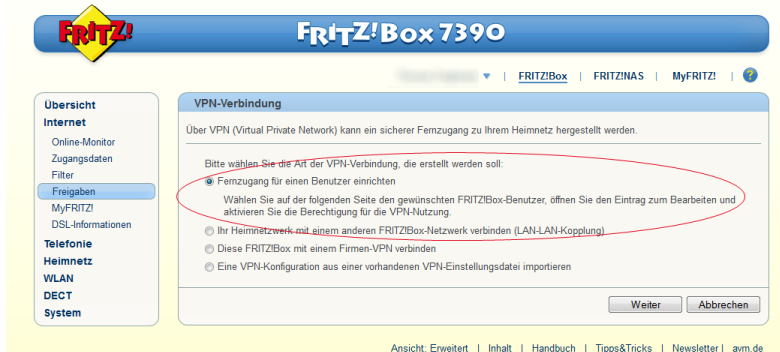 FRITZ!
FRITZ!Box 7390
FRITZ!Box | FRITZ!NAS | MyFRITZ! | ?
Übersicht
Internet
Online-Monitor
Zugangsdaten
Filter
Freigaben
MyFRITZ!
DSL-Informationen
Telefonie
Heimnetz
WLAN
DECT
System
VPN-Verbindung
Über VPN (Virtual Private Network) kann ein sicherer Fernzugang zu Ihrem Heimnetz hergestellt werden.
Bitte wählen Sie die Art der VPN-Verbindung, die erstellt werden soll:
Fernzugang für einen Benutzer einrichten
Wählen Sie auf der folgenden Seite den gewünschten FRITZ!Box-Benutzer, öffnen Sie den Eintrag zum Bearbeiten und
aktivieren Sie die Berechtigung für die VPN-Nutzung.
Ihr Heimnetzwerk mit einem anderen FRITZ!Box-Netzwerk verbinden (LAN-LAN-Kopplung)
Diese FRITZ!Box mit einem Firmen-VPN verbinden
Eine VPN-Konfiguration aus einer vorhandenen VPN-Einstellungsdatei importieren
Weiter Abbrechen
Ansicht: Erweitert | Inhalt | Handbuch | Tipps&Tricks | Newsletter | avm.de